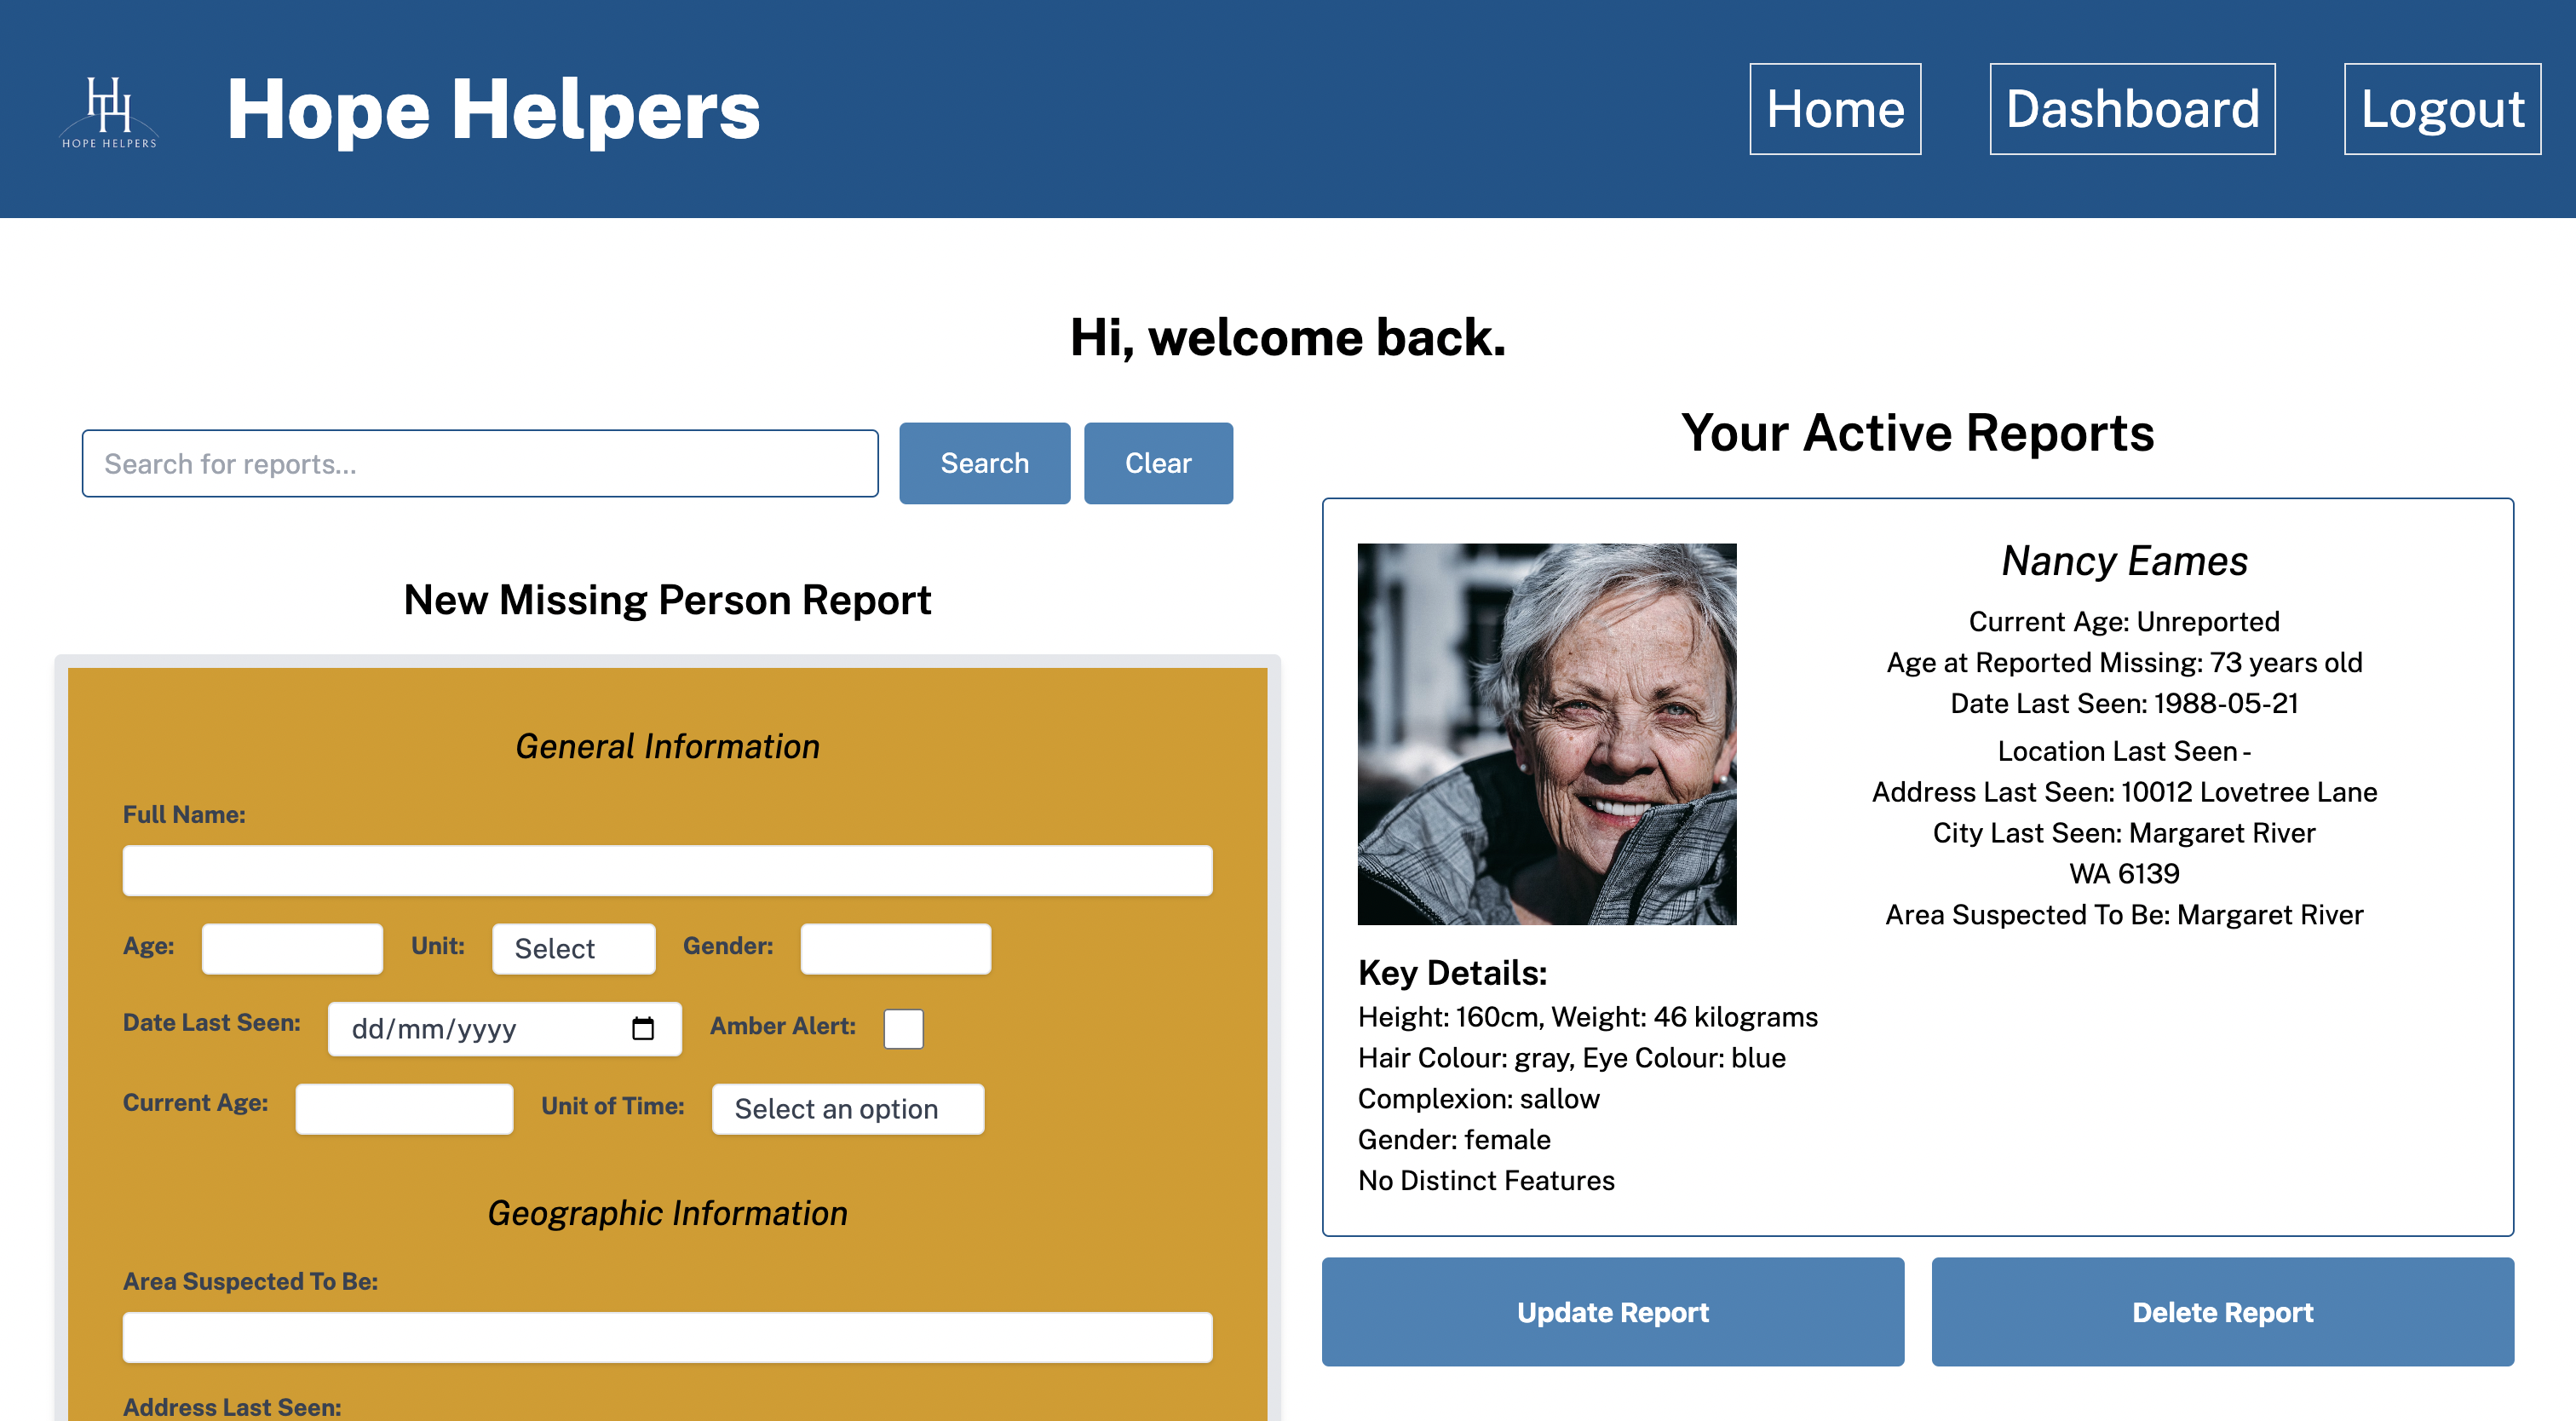 HOPE HELPERS
Hope Helpers
Home
Dashboard
Logout
Hi, welcome back.
Search for reports...
Search
Clear
New Missing Person Report
General Information
Full Name:
Age:
Unit:
Select
Gender:
Date Last Seen:
dd/mm/yyyy
Amber Alert:
Current Age:
Unit of Time:
Select an option
Geographic Information
Area Suspected To Be:
Address Last Seen:
Your Active Reports
Nancy Eames
Current Age: Unreported
Age at Reported Missing: 73 years old
Date Last Seen: 1988-05-21
Location Last Seen -
Address Last Seen: 10012 Lovetree Lane
City Last Seen: Margaret River
WA 6139
Area Suspected To Be: Margaret River
Key Details:
Height: 160cm, Weight: 46 kilograms
Hair Colour: gray, Eye Colour: blue
Complexion: sallow
Gender: female
No Distinct Features
Update Report
Delete Report